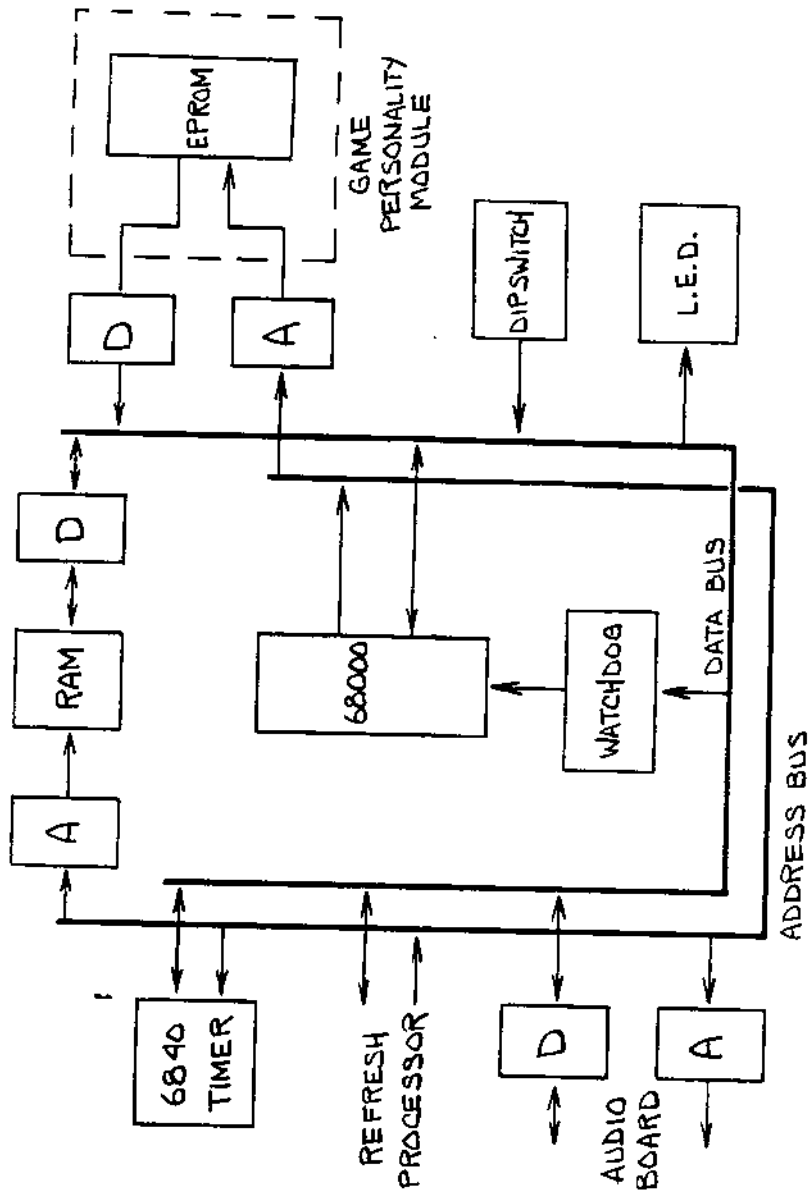 A
RAM
D
D
EPROM
6840
TIMER
A
GAME
PERSONALITY
MODULE
68000
REFRESH
PROCESSOR
DIPSWITCH
D
WATCHDOG
AUDIO
BOARD
L.E.D.
DATA BUS
A
ADDRESS BUS